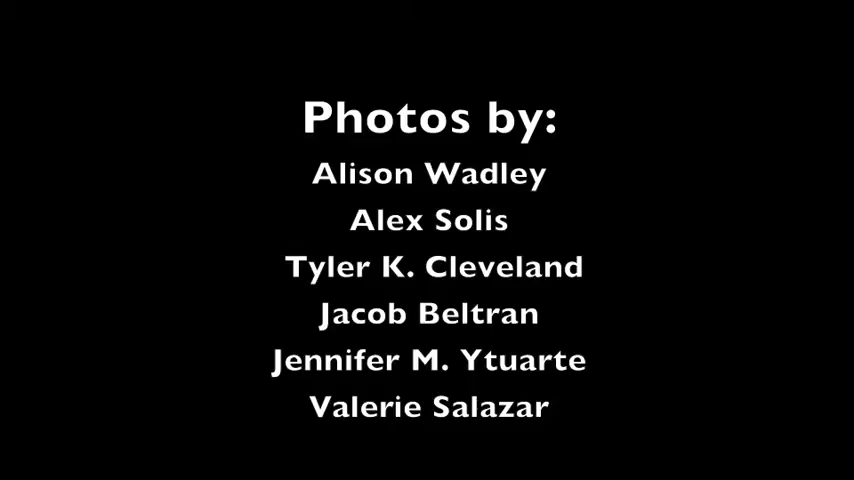 Photos by:
Alison Wadley
Alex Solis
Tyler K. Cleveland
Jacob Beltran
Jennifer M. Ytuarte
Valerie Salazar